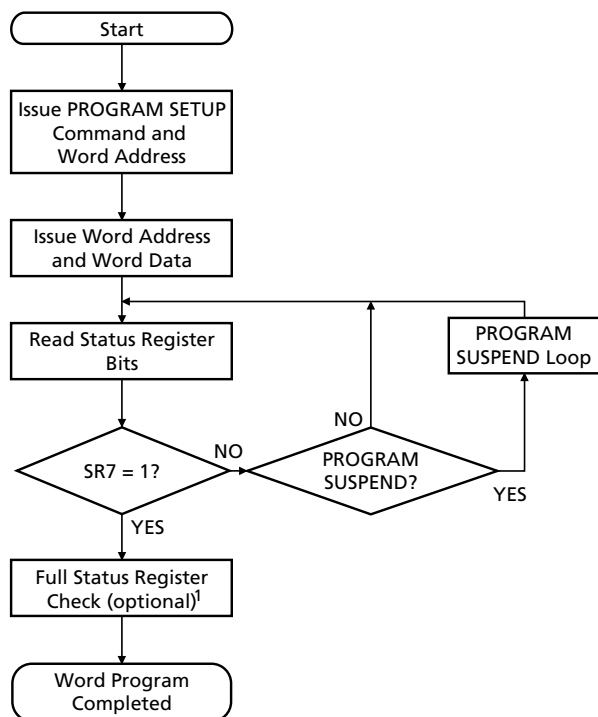 Start
Issue PROGRAM SETUP
Command and
Word Address
Issue Word Address
and Word Data
Read Status Register
Bits
PROGRAM
SUSPEND Loop
SR7 = 1?
NO
PROGRAM
SUSPEND?
NO
YES
YES
Full Status Register
Check (optional)1
Word Program
Completed